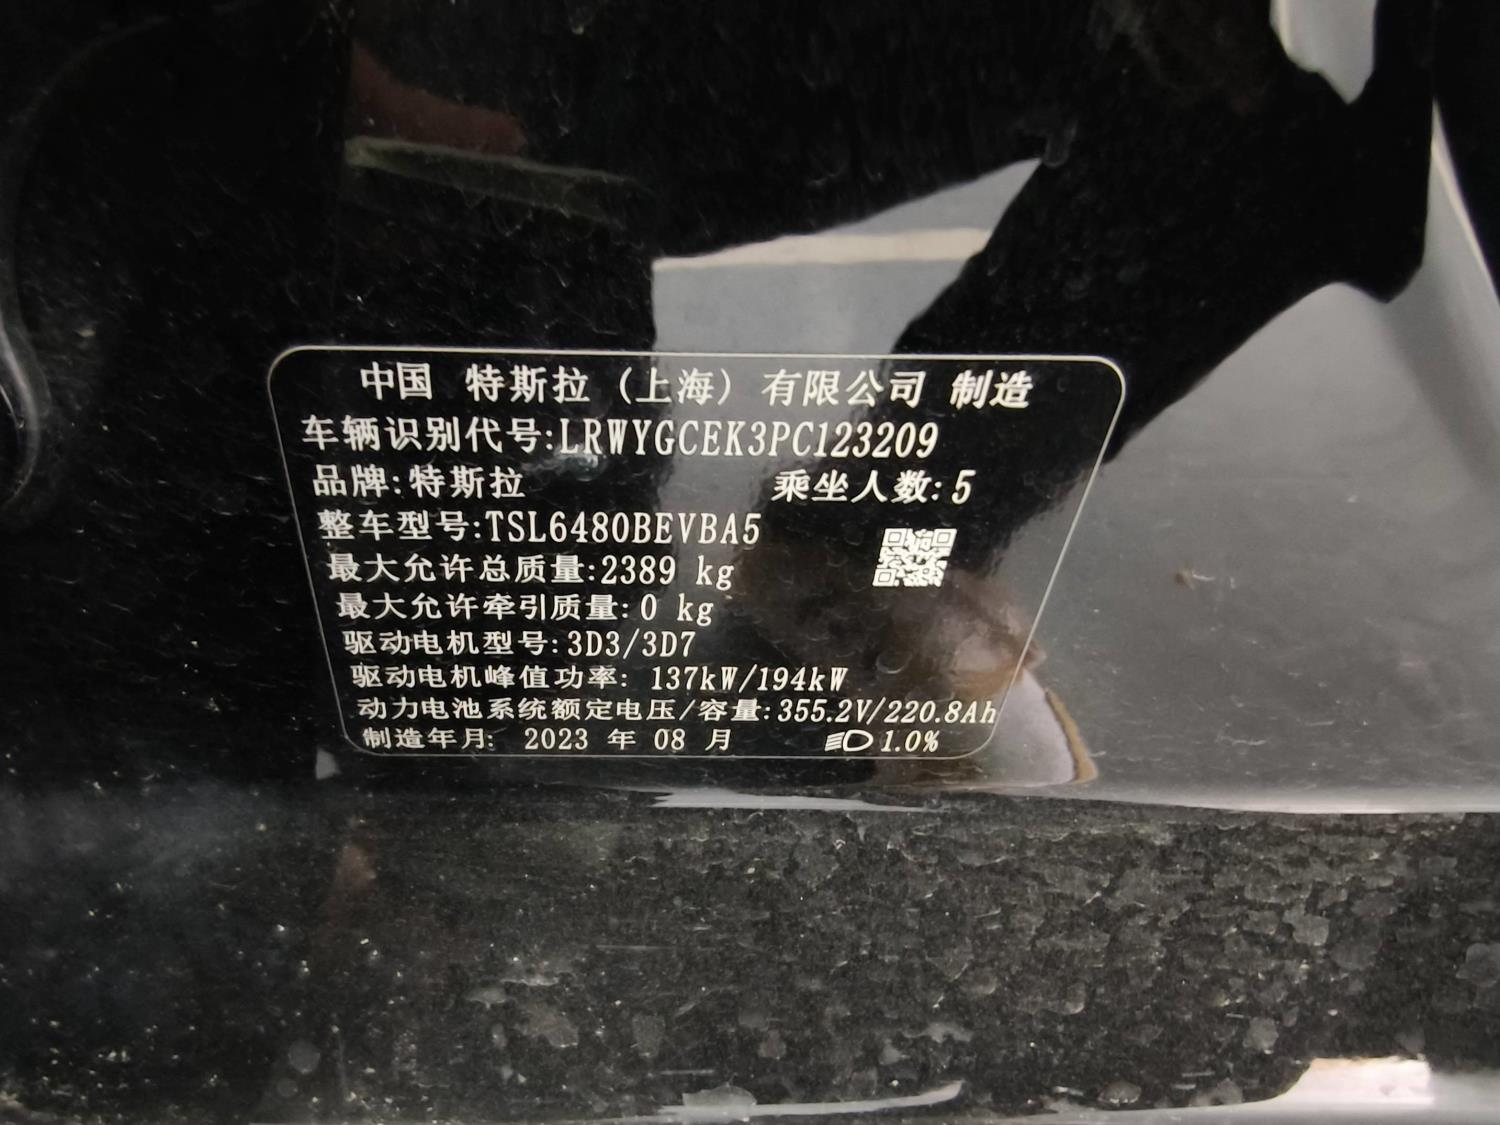 中国 特斯拉（上海）有限公司 制造
车辆识别代号:LRWYGCEK3PC123209
品牌:特斯拉 乘坐人数:5
整车型号:TSL6480BEVBA5
最大允许总质量:2389 kg
最大允许牵引质量:0 kg
驱动电机型号:3D3/3D7
驱动电机峰值功率: 137kW/194kW
动力电池系统额定电压/容量:355.2V/220.8Ah
制造年月: 2023 年 08 月 1.0%